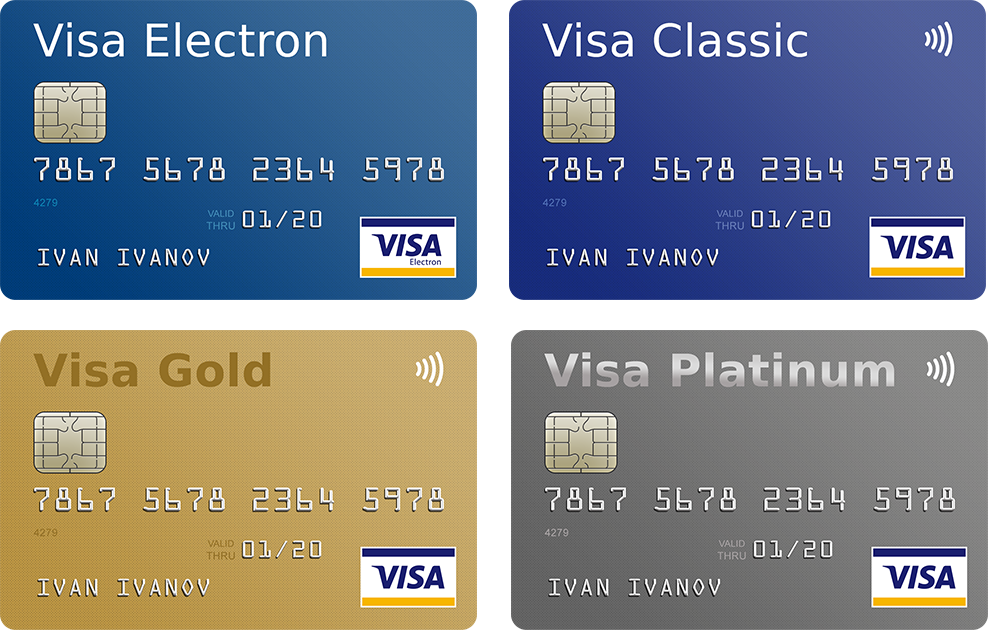 Visa Electron
7867 5678 2364 5978
4279
VALID
THRU 01/20
IVAN IVANOV
VISA
Electron
Visa Classic
7867 5678 2364 5978
4279
VALID
THRU 01/20
IVAN IVANOV
VISA
Visa Gold
7867 5678 2364 5978
4279
VALID
THRU 01/20
IVAN IVANOV
VISA
Visa Platinum
7867 5678 2364 5978
4279
VALID
THRU 01/20
IVAN IVANOV
VISA